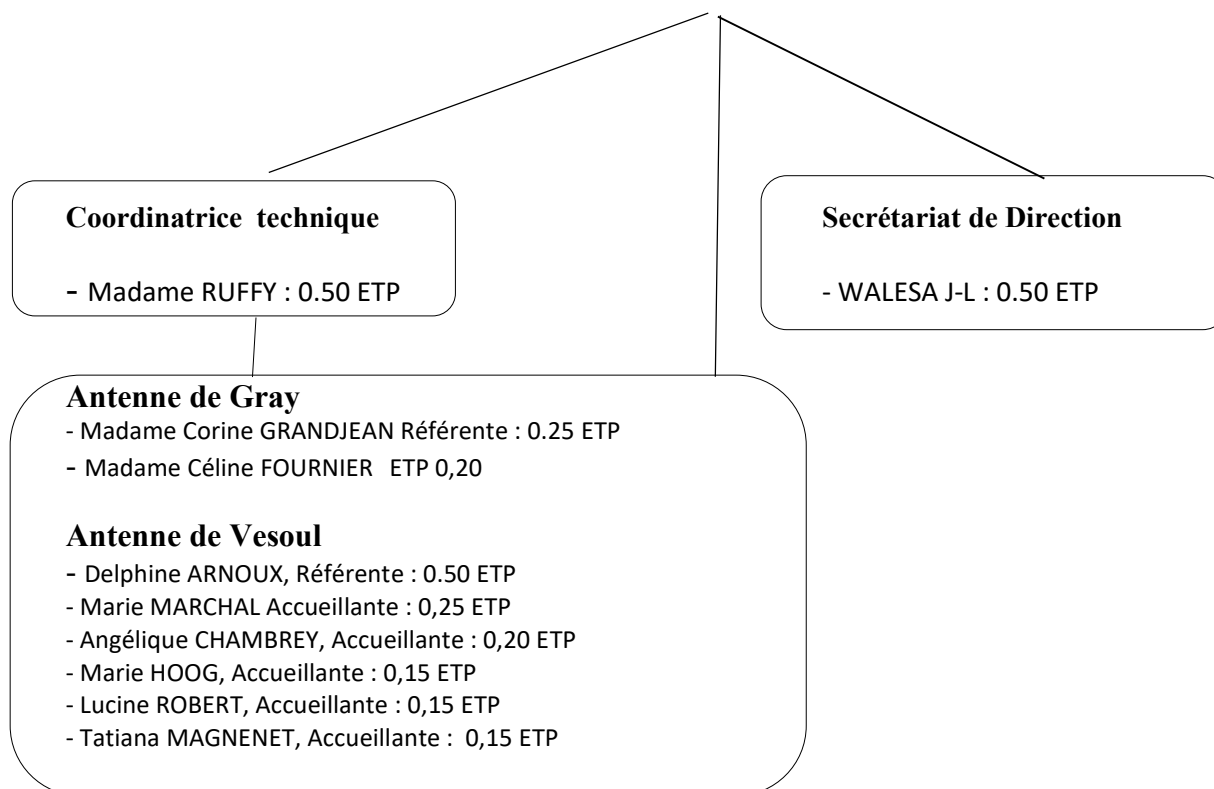 Coordinatrice technique
- Madame RUFFY : 0.50 ETP
Secrétariat de Direction
- WALESA J-L : 0.50 ETP
Antenne de Gray
- Madame Corine GRANDJEAN Référente : 0.25 ETP
- Madame Céline FOURNIER ETP 0,20
Antenne de Vesoul
- Delphine ARNOUX, Référente : 0.50 ETP
- Marie MARCHAL Accueillante : 0,25 ETP
- Angélique CHAMBREY, Accueillante : 0,20 ETP
- Marie HOOG, Accueillante : 0,15 ETP
- Lucine ROBERT, Accueillante : 0,15 ETP
- Tatiana MAGNENET, Accueillante : 0,15 ETP